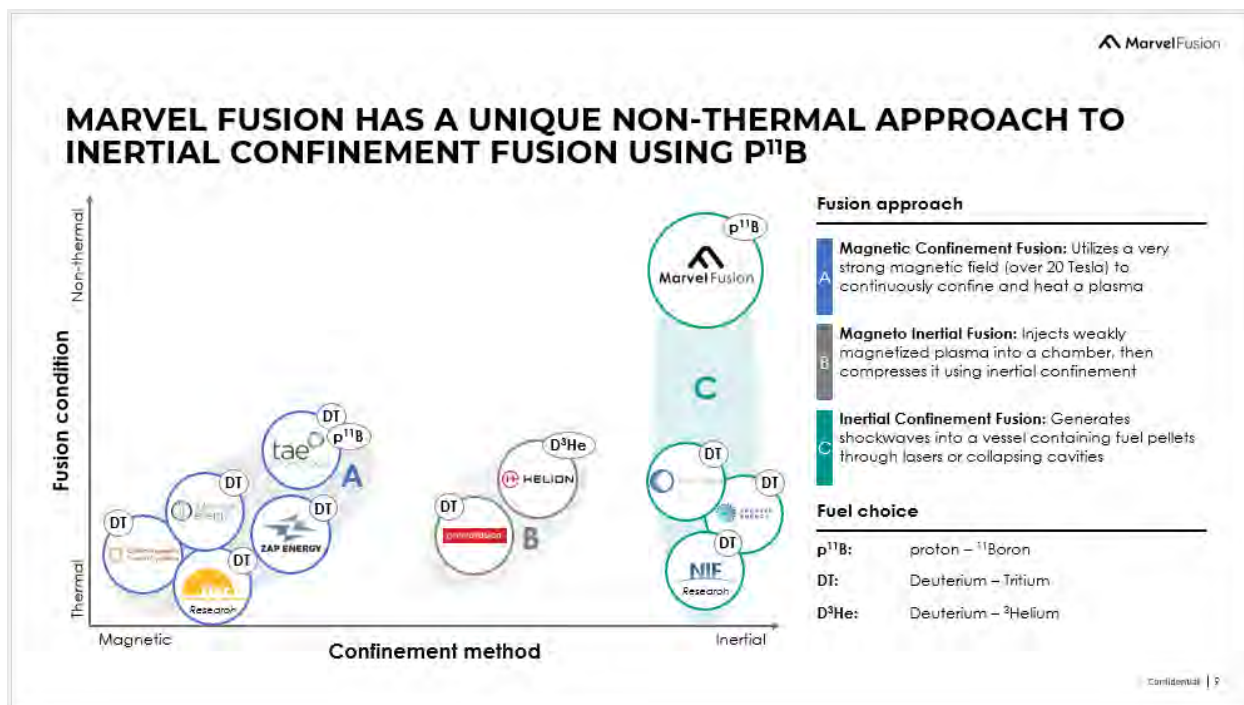 MarvelFusion
MARVEL FUSION HAS A UNIQUE NON-THERMAL APPROACH TO
INERTIAL CONFINEMENT FUSION USING P¹¹B
Fusion condition
Non-thermal
Thermal
Magnetic
Inertial
Confinement method
p¹¹B
MarvelFusion
C
DT
p¹¹B
tae
A
DT
energy
DT
DT
ZAP ENERGY
DT
Research
D³He
HELION
DT
B
DT
DT
ENERGY
DT
NIF
Research
Fusion approach
A
Magnetic Confinement Fusion: Utilizes a very
strong magnetic field (over 20 Tesla) to
continuously confine and heat a plasma
B
Magneto Inertial Fusion: Injects weakly
magnetized plasma into a chamber, then
compresses it using inertial confinement
C
Inertial Confinement Fusion: Generates
shockwaves into a vessel containing fuel pellets
through lasers or collapsing cavities
Fuel choice
p¹¹B: proton – ¹¹Boron
DT: Deuterium – Tritium
D³He: Deuterium – ³Helium
Confidential | 9